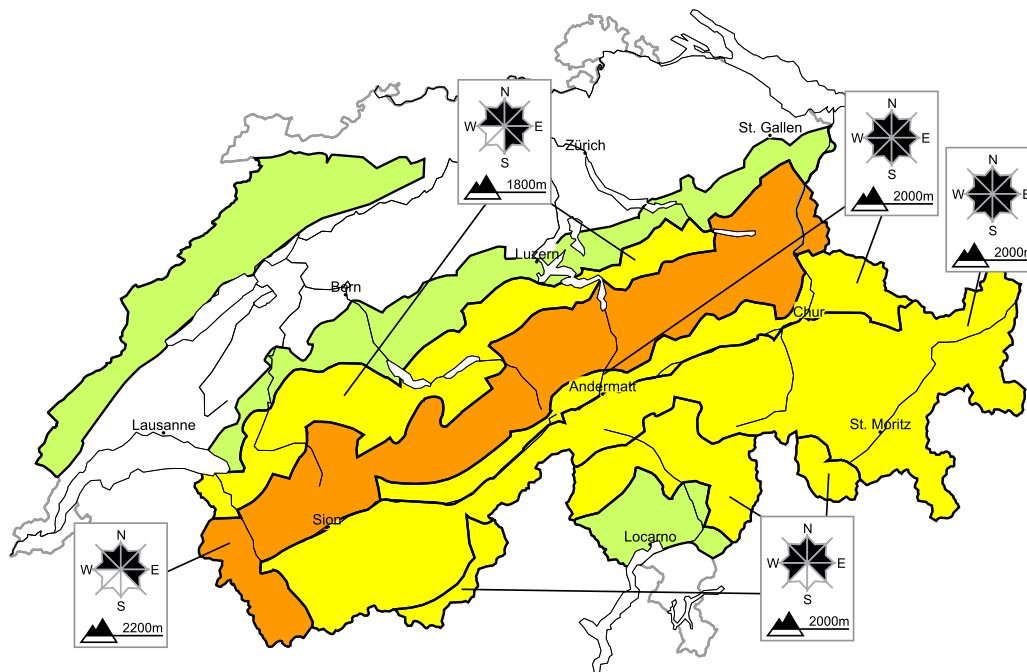 N
W E
S
1800m
N
W E
S
2000m
N
W E
S
2000m
St. Gallen
Zürich
Luzern
Bern
Chur
Andermatt
Lausanne
St. Moritz
Sion
Locarno
N
W E
S
2200m
N
W E
S
2000m